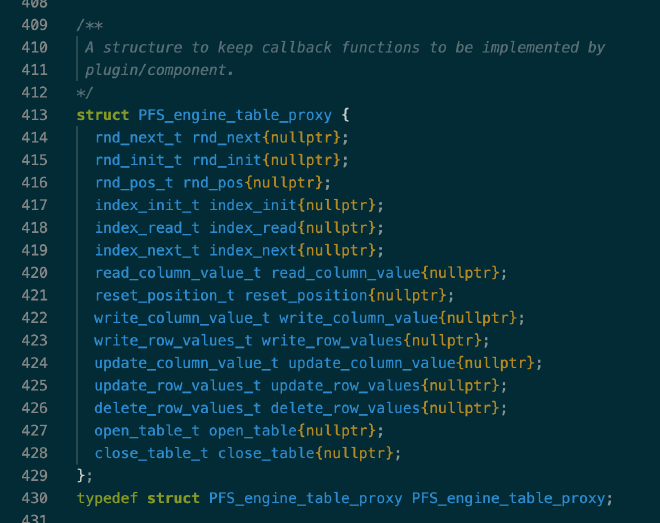 408
409 /**
410 A structure to keep callback functions to be implemented by
411 plugin/component.
412 */
413 struct PFS_engine_table_proxy {
414 rnd_next_t rnd_next{nullptr};
415 rnd_init_t rnd_init{nullptr};
416 rnd_pos_t rnd_pos{nullptr};
417 index_init_t index_init{nullptr};
418 index_read_t index_read{nullptr};
419 index_next_t index_next{nullptr};
420 read_column_value_t read_column_value{nullptr};
421 reset_position_t reset_position{nullptr};
422 write_column_value_t write_column_value{nullptr};
423 write_row_values_t write_row_values{nullptr};
424 update_column_value_t update_column_value{nullptr};
425 update_row_values_t update_row_values{nullptr};
426 delete_row_values_t delete_row_values{nullptr};
427 open_table_t open_table{nullptr};
428 close_table_t close_table{nullptr};
429 };
430 typedef struct PFS_engine_table_proxy PFS_engine_table_proxy;
431